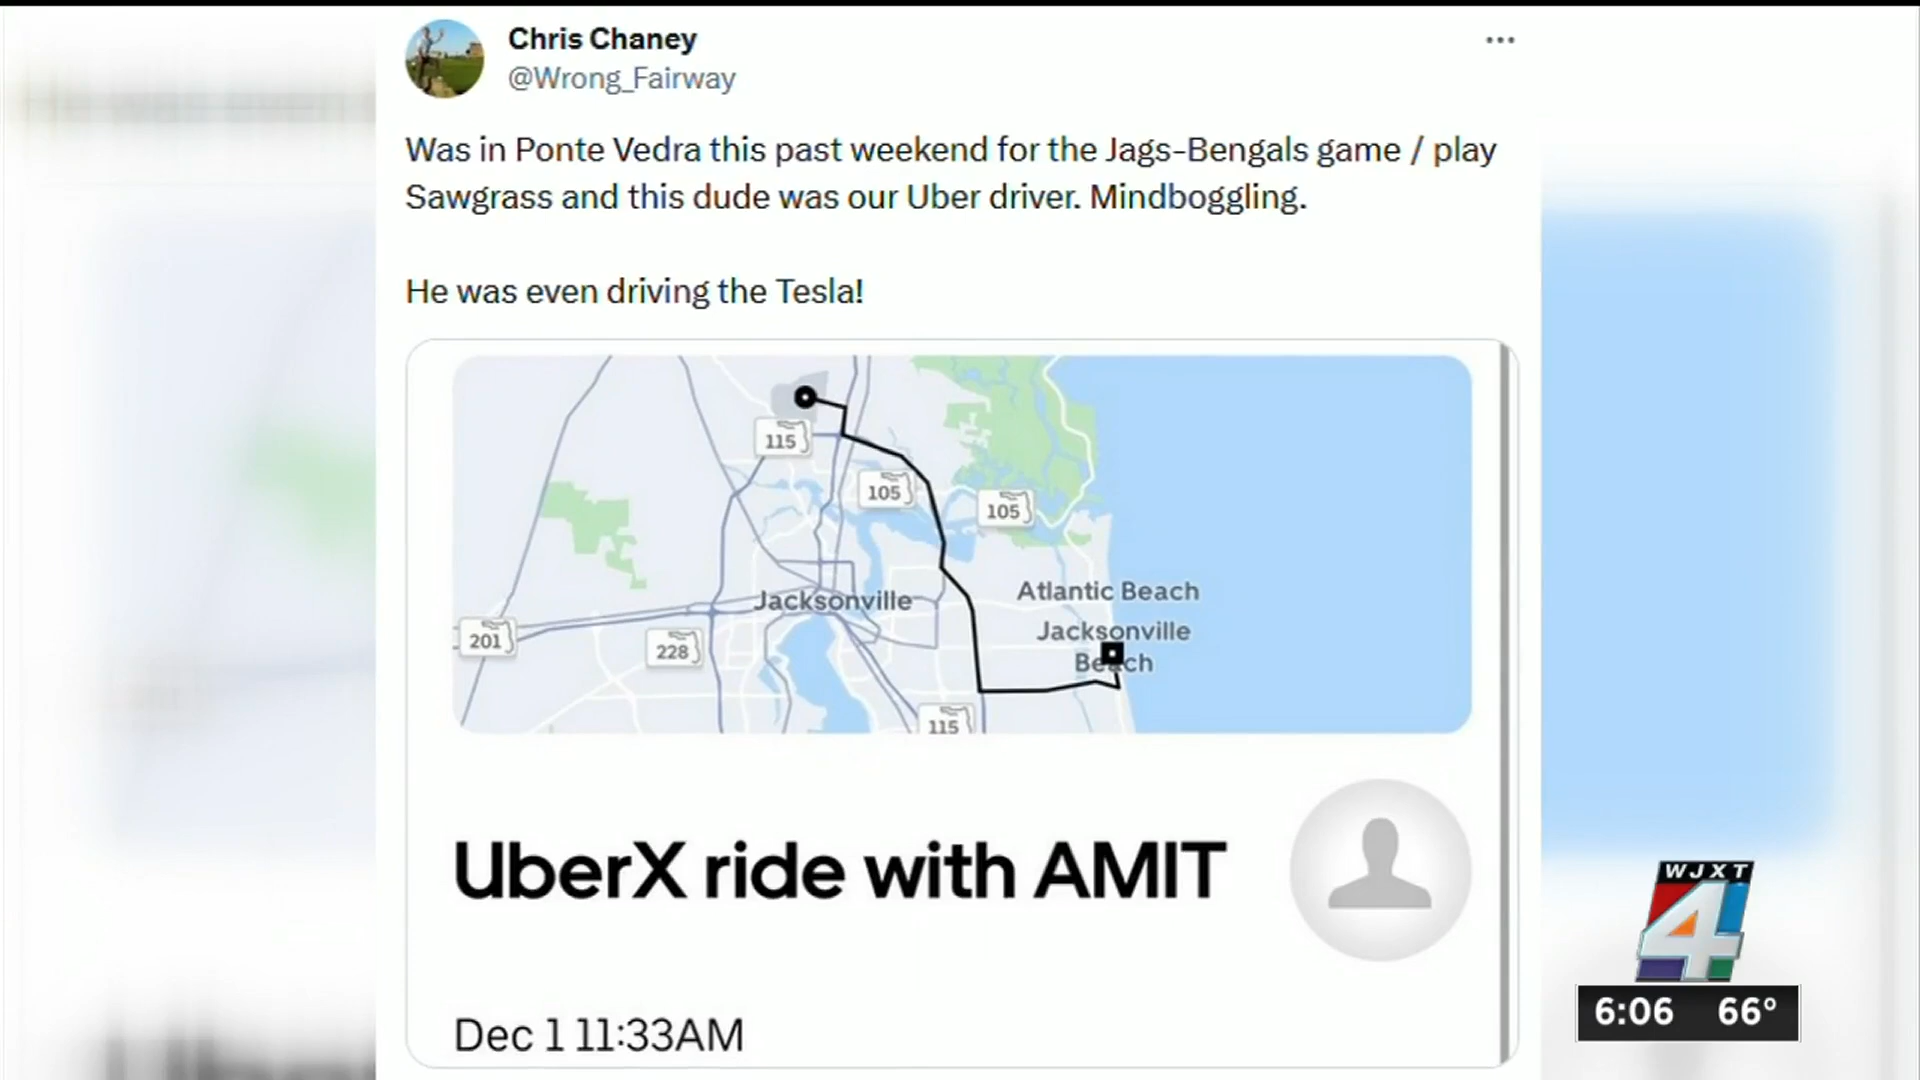 Chris Chaney
@Wrong_Fairway
Was in Ponte Vedra this past weekend for the Jags-Bengals game / play
Sawgrass and this dude was our Uber driver. Mindboggling.
He was even driving the Tesla!
115
105
105
Atlantic Beach
Jacksonville
Jacksonville
Beach
201
228
115
UberX ride with AMIT
Dec 1 11:33AM
WJXT
4
6:06 66°